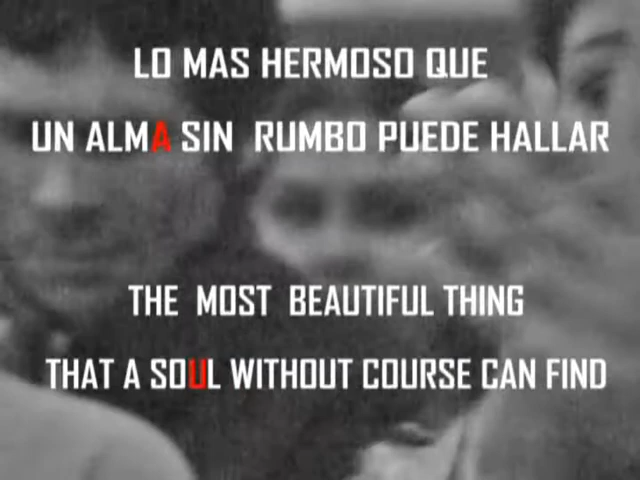 LO MAS HERMOSO QUE
UN ALMA SIN RUMBO PUEDE HALLAR
THE MOST BEAUTIFUL THING
THAT A SOUL WITHOUT COURSE CAN FIND